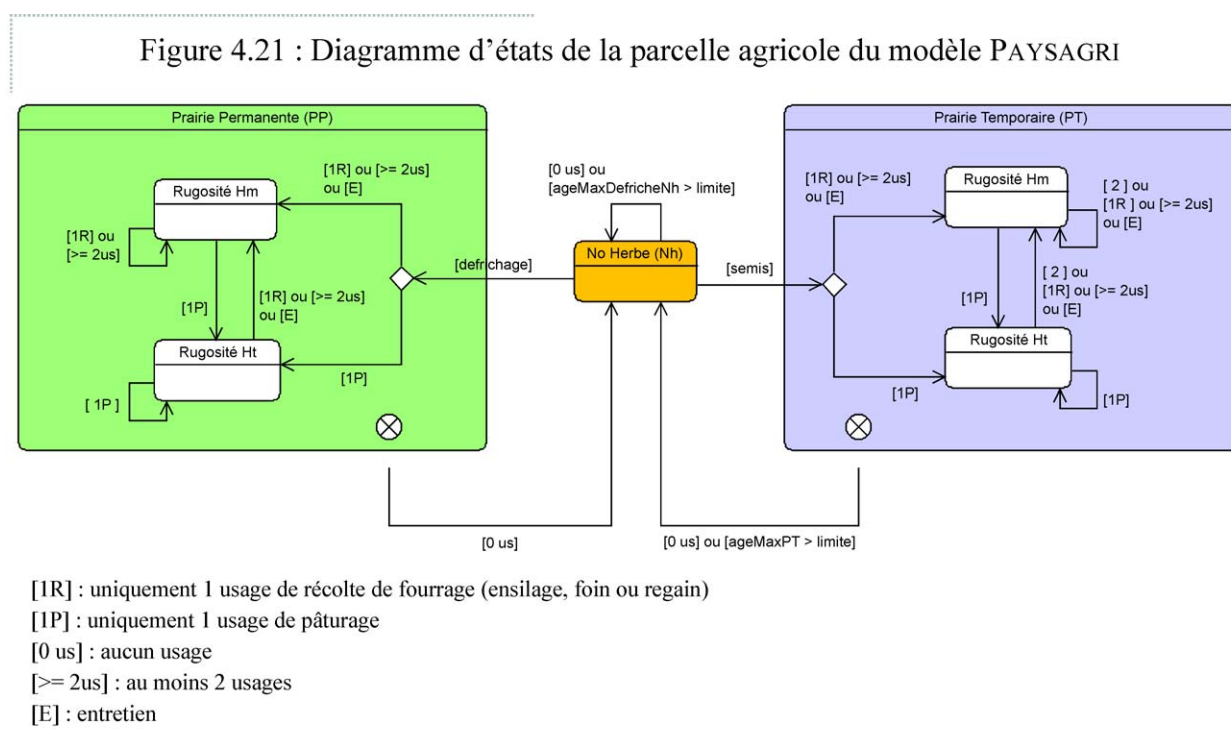 Figure 4.21 : Diagramme d’états de la parcelle agricole du modèle PAYSAGRI
Prairie Permanente (PP)
[1R] ou [>= 2us]
ou [E]
Rugosité Hm
[1R] ou
[>= 2us]
[1P]
[1R] ou [>= 2us]
ou [E]
Rugosité Ht
[ 1P ]
[1P]
[defrichage]
[0 us] ou
[ageMaxDefricheNh > limite]
No Herbe (Nh)
[semis]
Prairie Temporaire (PT)
[1R] ou [>= 2us]
ou [E]
Rugosité Hm
[ 2 ] ou
[1R ] ou [>= 2us]
ou [E]
[1P]
[ 2 ] ou
[1R] ou [>= 2us]
ou [E]
Rugosité Ht
[1P]
[1P]
[0 us]
[0 us] ou [ageMaxPT > limite]
[1R] : uniquement 1 usage de récolte de fourrage (ensilage, foin ou regain)
[1P] : uniquement 1 usage de pâturage
[0 us] : aucun usage
[>= 2us] : au moins 2 usages
[E] : entretien